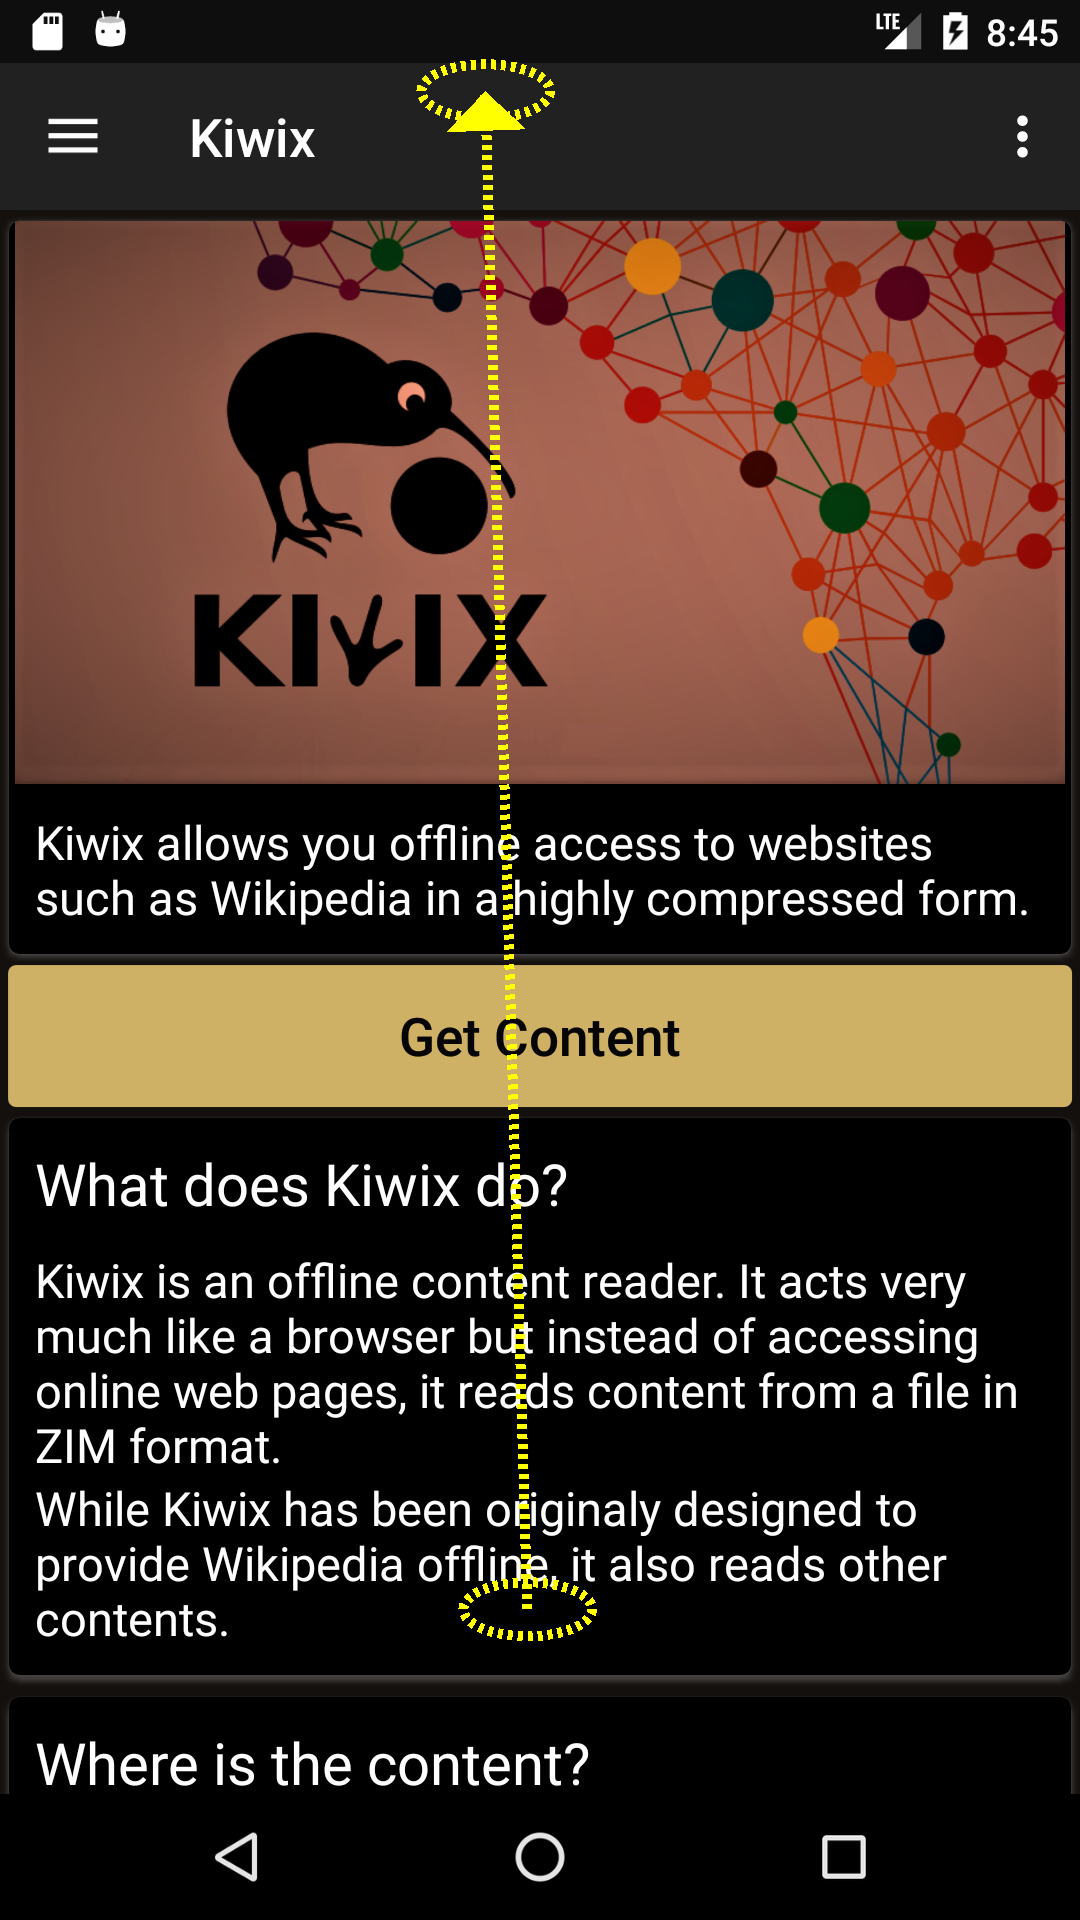 LTE 8:45
Kiwix
KIWIX
Kiwix allows you offline access to websites
such as Wikipedia in a highly compressed form.
Get Content
What does Kiwix do?
Kiwix is an offline content reader. It acts very
much like a browser but instead of accessing
online web pages, it reads content from a file in
ZIM format.
While Kiwix has been originaly designed to
provide Wikipedia offline, it also reads other
contents.
Where is the content?